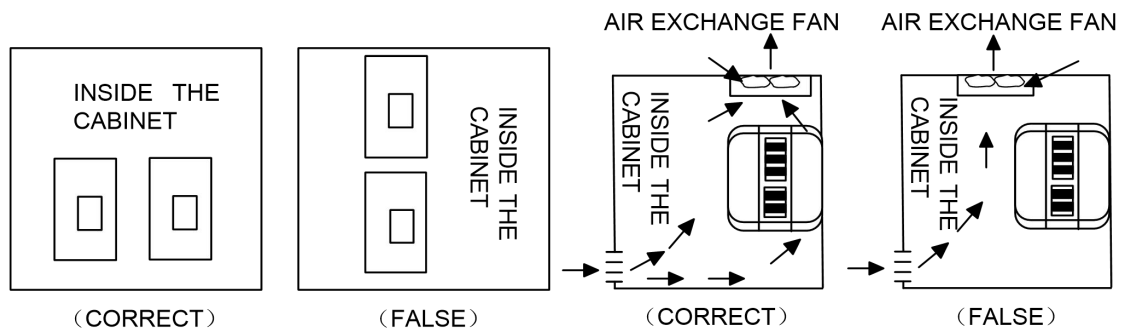 AIR EXCHANGE FAN
AIR EXCHANGE FAN
INSIDE THE
CABINET
INSIDE THE
CABINET
INSIDE THE
CABINET
INSIDE THE
CABINET
（CORRECT）
（FALSE）
（CORRECT）
（FALSE）